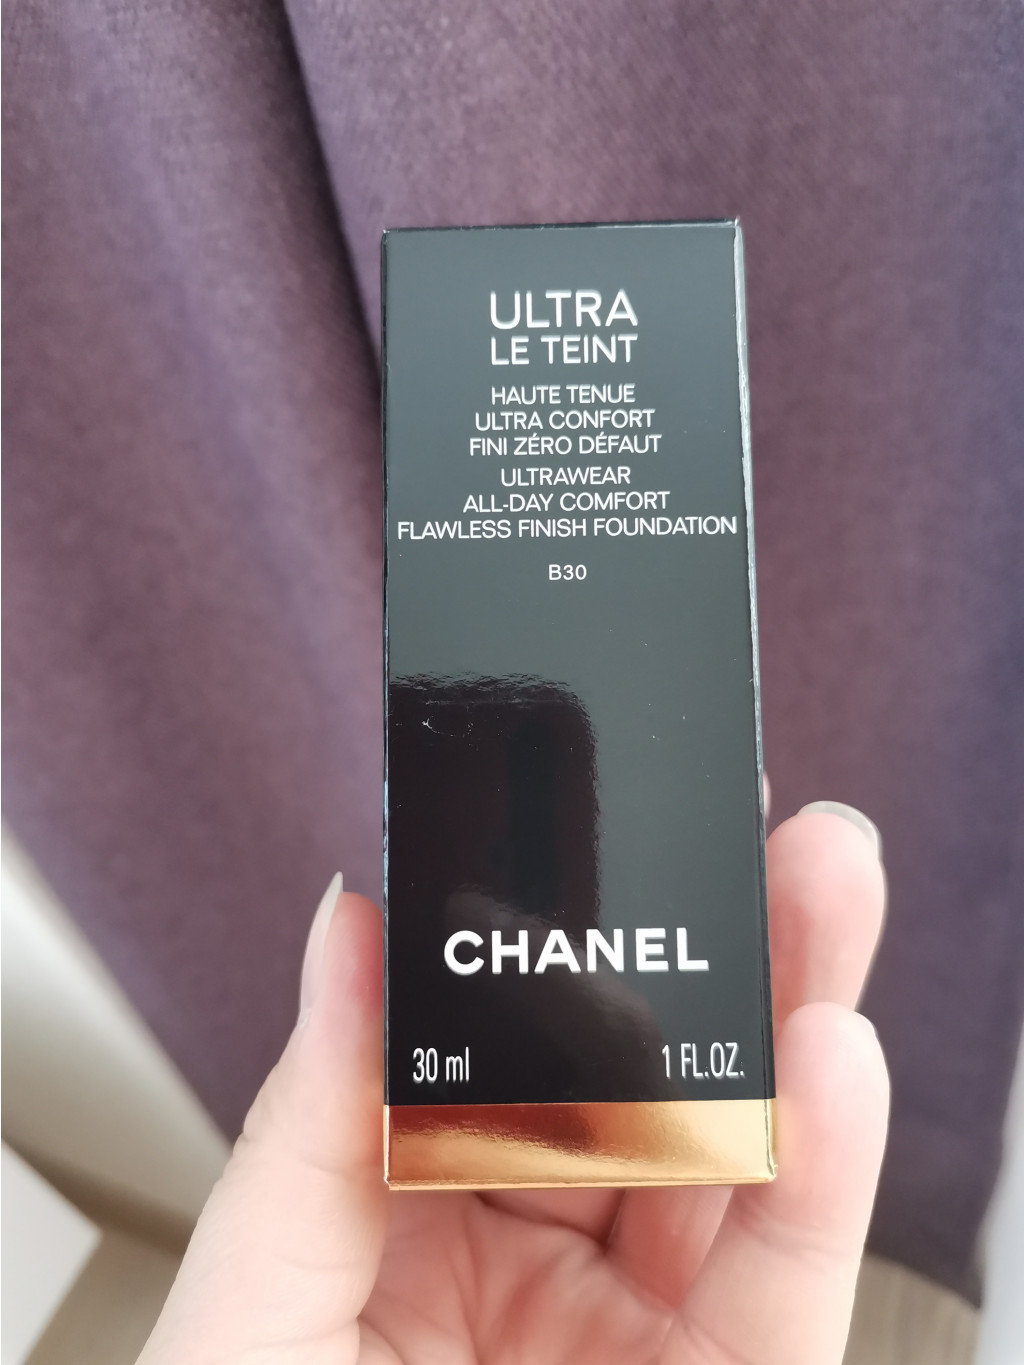 ULTRA
LE TEINT
HAUTE TENUE
ULTRA CONFORT
FINI ZÉRO DÉFAUT
ULTRAWEAR
ALL-DAY COMFORT
FLAWLESS FINISH FOUNDATION
B30
CHANEL
30 ml 1 FL.OZ.